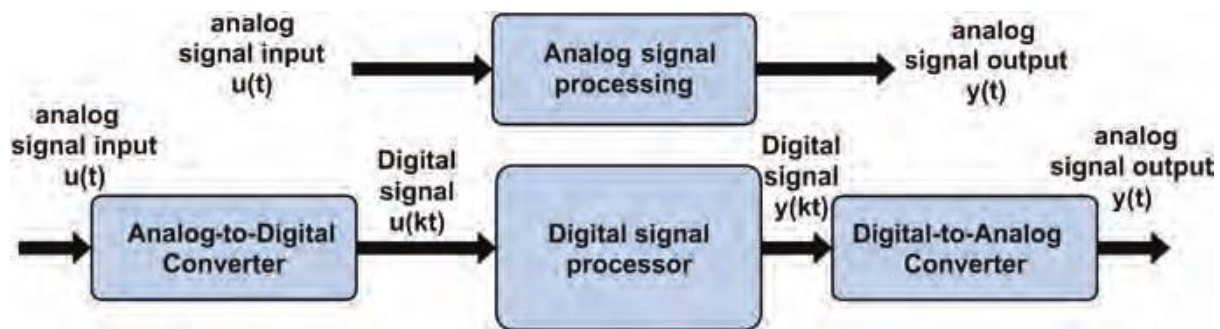 analog
signal input
u(t)
Analog signal
processing
analog
signal output
y(t)
analog
signal input
u(t)
Analog-to-Digital
Converter
Digital
signal
u(kt)
Digital signal
processor
Digital
signal
y(kt)
Digital-to-Analog
Converter
analog
signal output
y(t)